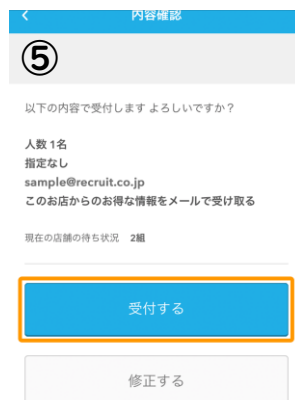 内容確認
⑤
以下の内容で受付します よろしいですか？
人数 1名
指定なし
sample@recruit.co.jp
このお店からのお得な情報をメールで受け取る
現在の店舗の待ち状況 2組
受付する
修正する